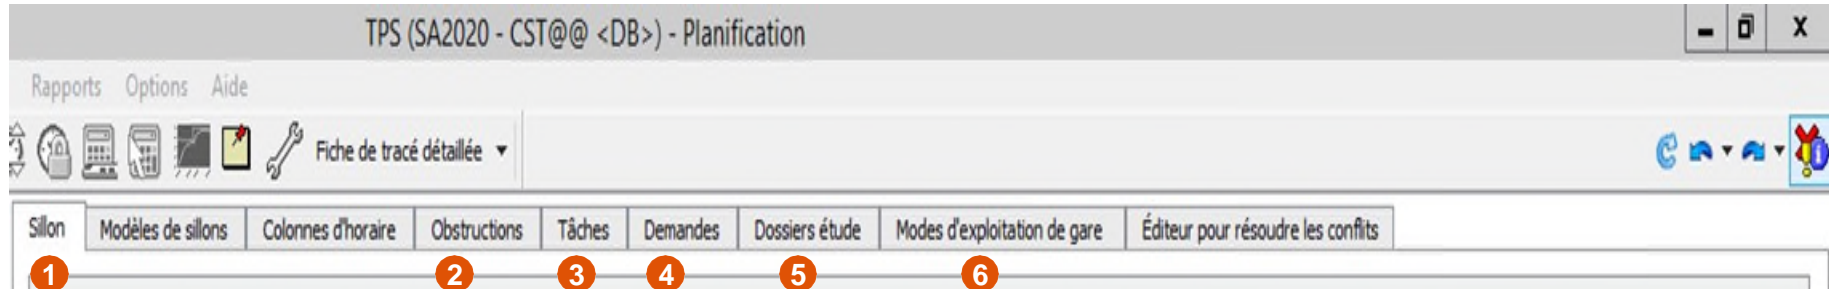 TPS (SA2020 - CST@@ <DB>) - Planification
Rapports Options Aide
Fiche de tracé détaillée
Sillon Modèles de sillons Colonnes d'horaire Obstructions Tâches Demandes Dossiers étude Modes d'exploitation de gare Éditeur pour résoudre les conflits
1 2 3 4 5 6